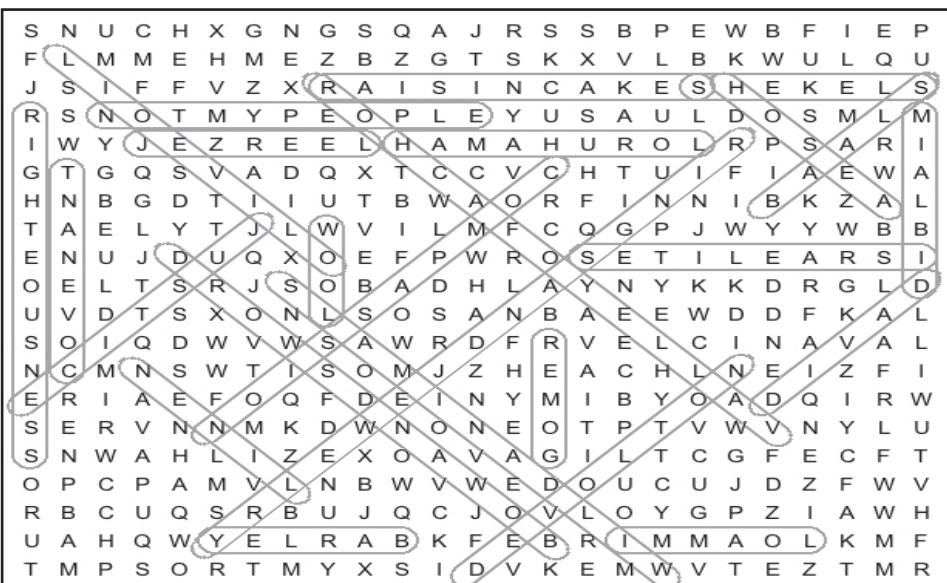 S N U C H X G N G S Q A J R S S B P E W B F I E P
F L M M E H M E Z B Z G T S K X V L B K W U L Q U
J S I F F V Z X R A I S I N C A K E S H E K E L S
R S N O T M Y P E O P L E Y U S A U L D O S M L M
I W Y J E Z R E E L H A M A H U R O L R P S A R I
G T G Q S V A D Q X T C C V C H T U I F I A E W A
H N B G D T I I U T B W A O R F I N N I B K Z A L
T A E L Y T J L W V I L M F C Q G P J W Y Y W B B
E N U J D U Q X O E F P W R O S E T I L E A R S I
O E L T S R J S O B A D H L A Y N Y K K D R G L D
U V D T S X O N L S O S A N B A E E W D D F K A L
S O I Q D W V W S A W R D F R V E L C I N A V A L
N C M N S W T I S O M J Z H E A C H L N E I Z F I
E R I A E F O Q F D E I N Y M I B Y O A D Q I R W
S E R V N N M K D W N O N E O T P T V W V N Y L U
S N W A H L I Z E X O A V A G I L T C G F E C F T
O P C P A M V L N B W V W E D O U C U J D Z F W V
R B C U Q S R B U J Q C J O V L O Y G P Z I A W H
U A H Q W Y E L R A B K F E B R I M M A O L K M F
T M P S O R T M Y X S I D V K E M W V T E Z T M R